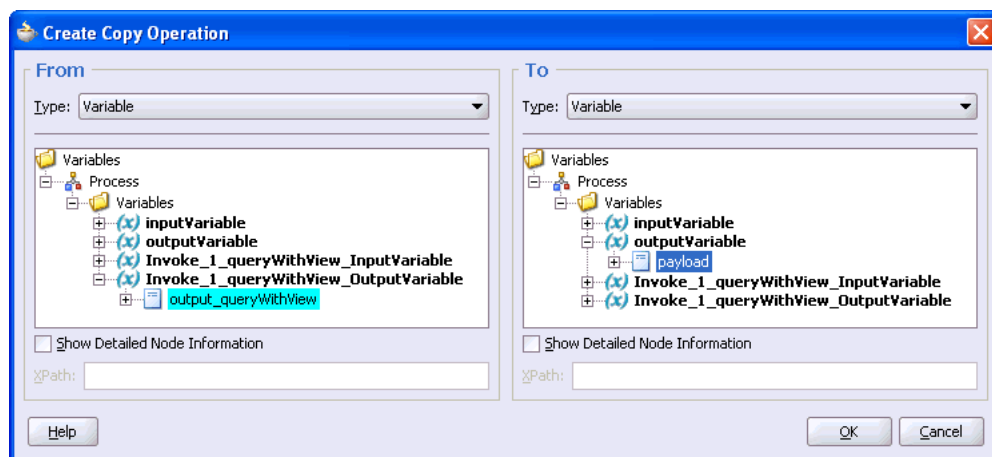 Create Copy Operation
From
Type: Variable
Variables
Process
Variables
(x) inputVariable
(x) outputVariable
(x) Invoke_1_queryWithView_InputVariable
(x) Invoke_1_queryWithView_OutputVariable
output_queryWithView
Show Detailed Node Information
XPath:
To
Type: Variable
Variables
Process
Variables
(x) inputVariable
(x) outputVariable
payload
(x) Invoke_1_queryWithView_InputVariable
(x) Invoke_1_queryWithView_OutputVariable
Show Detailed Node Information
XPath:
Help
OK
Cancel